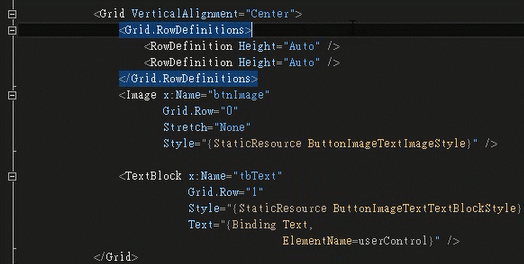 <Grid VerticalAlignment="Center">
<Grid.RowDefinitions>
<RowDefinition Height="Auto" />
<RowDefinition Height="Auto" />
</Grid.RowDefinitions>
<Image x:Name="btnImage"
Grid.Row="0"
Stretch="None"
Style="{StaticResource ButtonImageTextImageStyle}" />
<TextBlock x:Name="tbText"
Grid.Row="1"
Style="{StaticResource ButtonImageTextTextBlockStyle}
Text="{Binding Text,
ElementName=userControl}" />
</Grid>